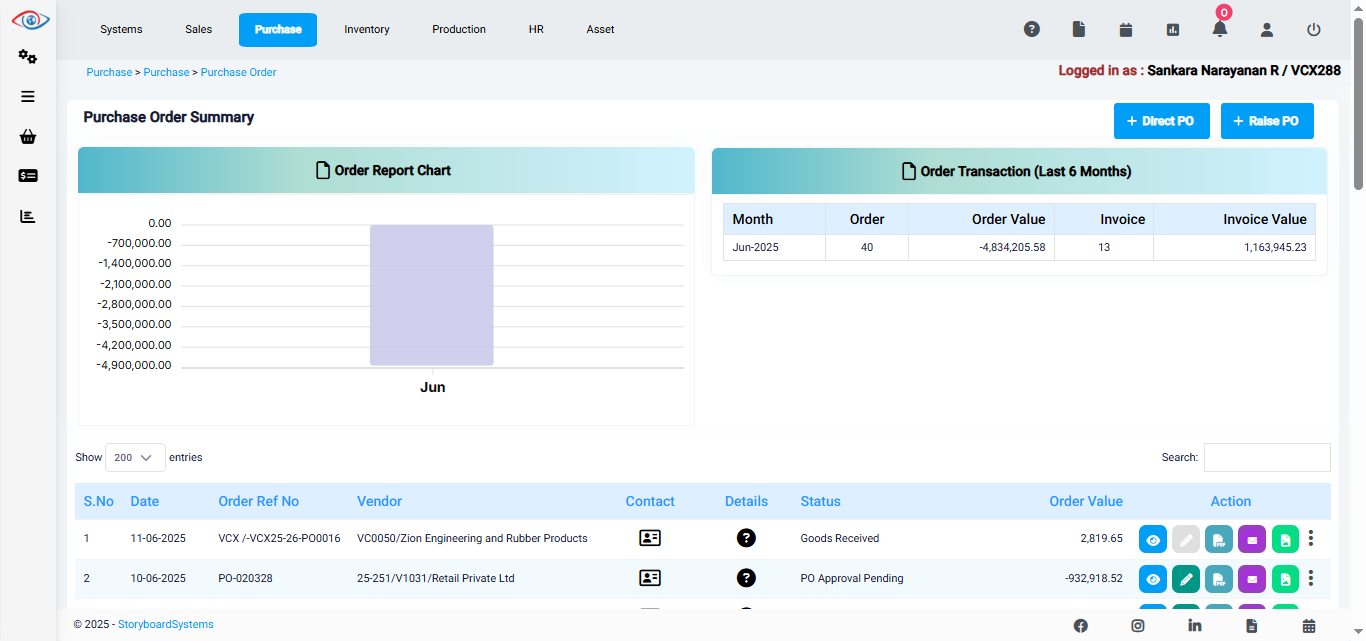 Systems Sales Purchase Inventory Production HR Asset 0
Purchase > Purchase > Purchase Order
Logged in as : Sankara Narayanan R / VCX288
Purchase Order Summary
+ Direct PO
+ Raise PO
Order Report Chart
0.00
-700,000.00
-1,400,000.00
-2,100,000.00
-2,800,000.00
-3,500,000.00
-4,200,000.00
-4,900,000.00
Jun
Order Transaction (Last 6 Months)
Month Order Order Value Invoice Invoice Value
Jun-2025 40 -4,834,205.58 13 1,163,945.23
Show 200 entries
Search:
S.No Date Order Ref No Vendor Contact Details Status Order Value Action
1 11-06-2025 VCX /-VCX25-26-PO0016 VC0050/Zion Engineering and Rubber Products Goods Received 2,819.65
2 10-06-2025 PO-020328 25-251/V1031/Retail Private Ltd PO Approval Pending -932,918.52
© 2025 - StoryboardSystems